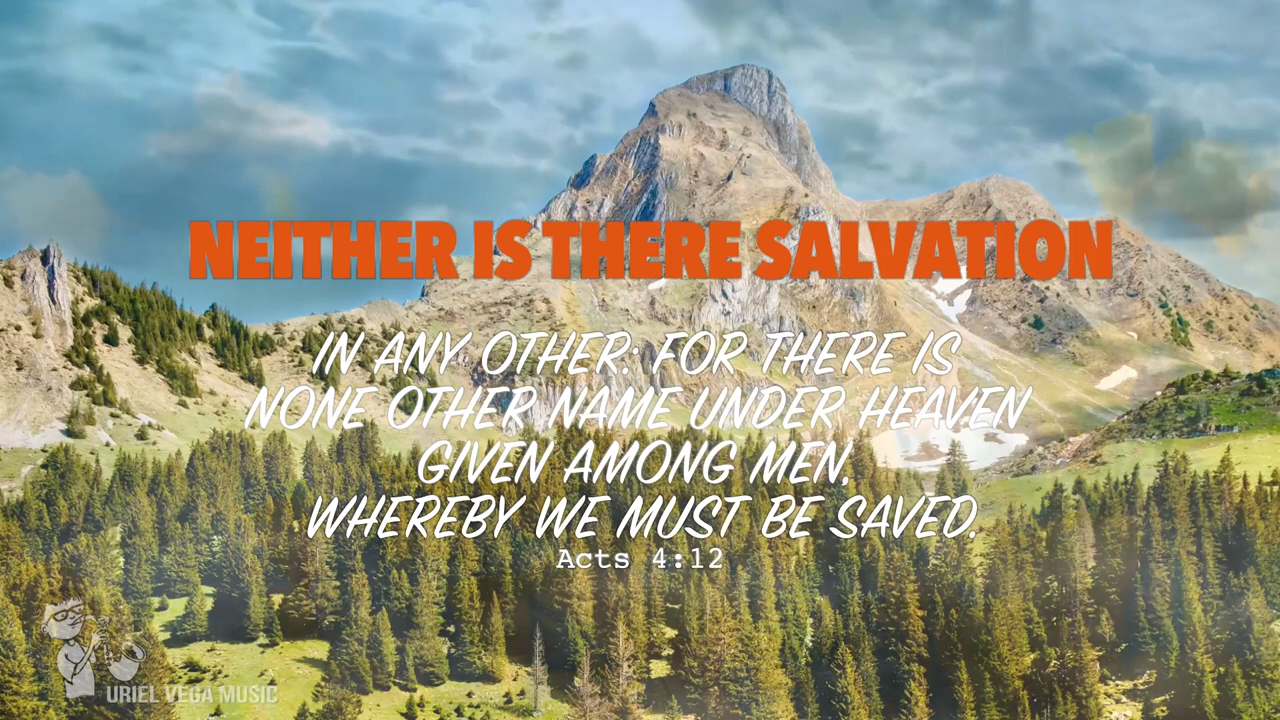 NEITHER IS THERE SALVATION
IN ANY OTHER: FOR THERE IS
NONE OTHER NAME UNDER HEAVEN
GIVEN AMONG MEN,
WHEREBY WE MUST BE SAVED.
Acts 4:12
URIEL VEGA MUSIC